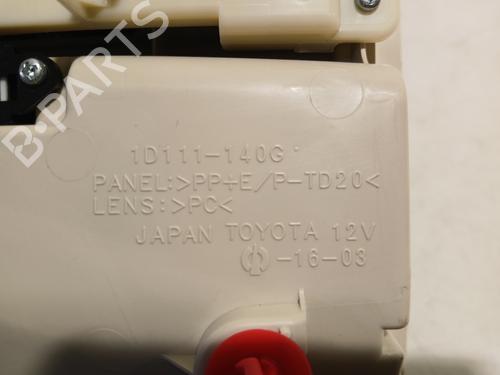 B-PARTS
1D111-140G
PANEL:>PP+E/P-TD20<
LENS:>PC<
JAPAN TOYOTA 12V
-16-03